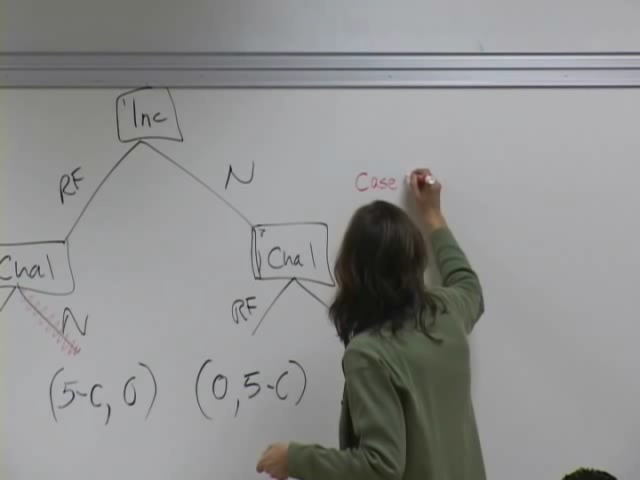 Inc
RF N
Case
Chal Chal
N RF
(5-C, 0) (0, 5-C)